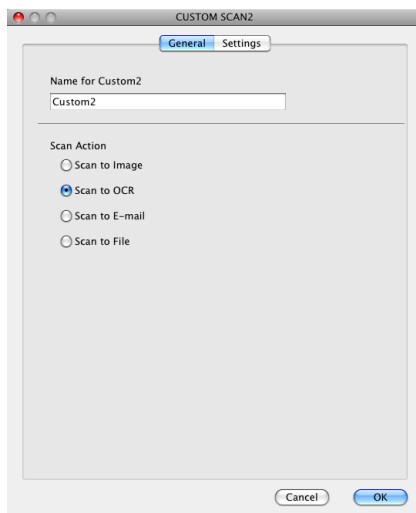 CUSTOM SCAN2
General Settings
Name for Custom2
Custom2
Scan Action
Scan to Image
Scan to OCR
Scan to E-mail
Scan to File
Cancel OK